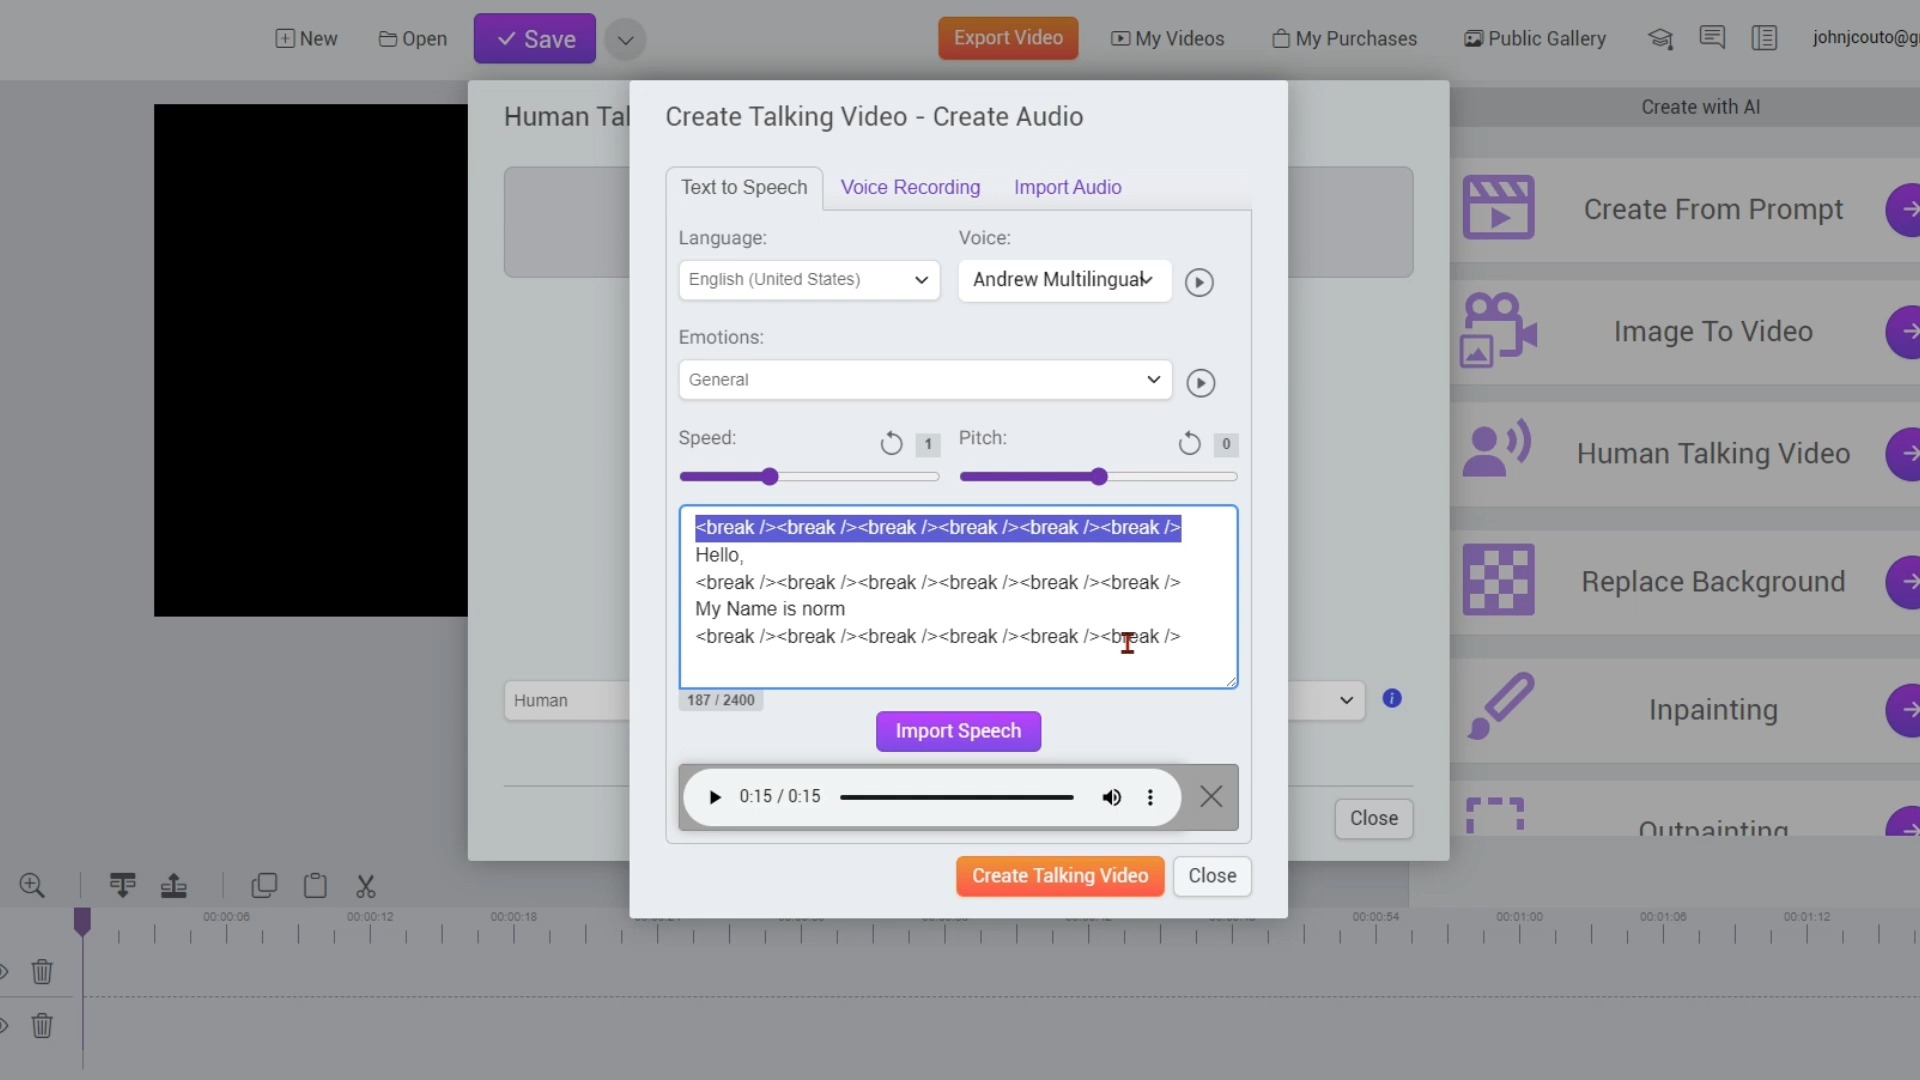 New
Open
Save
Export Video
My Videos
My Purchases
Public Gallery
johnjcouto@g
Create with AI
Human Tal
Create Talking Video - Create Audio
Text to Speech
Voice Recording
Import Audio
Language:
Voice:
English (United States)
Andrew Multilingual
Emotions:
General
Speed:
1
Pitch:
0
<break /><break /><break /><break /><break /><break />
Hello,
<break /><break /><break /><break /><break /><break />
My Name is norm
<break /><break /><break /><break /><break /><break />
187 / 2400
Import Speech
0:15 / 0:15
Create Talking Video
Close
Human
Close
Create From Prompt
Image To Video
Human Talking Video
Replace Background
Inpainting
Outpainting
00:00:06
00:00:12
00:00:18
00:00:54
00:01:00
00:01:06
00:01:12